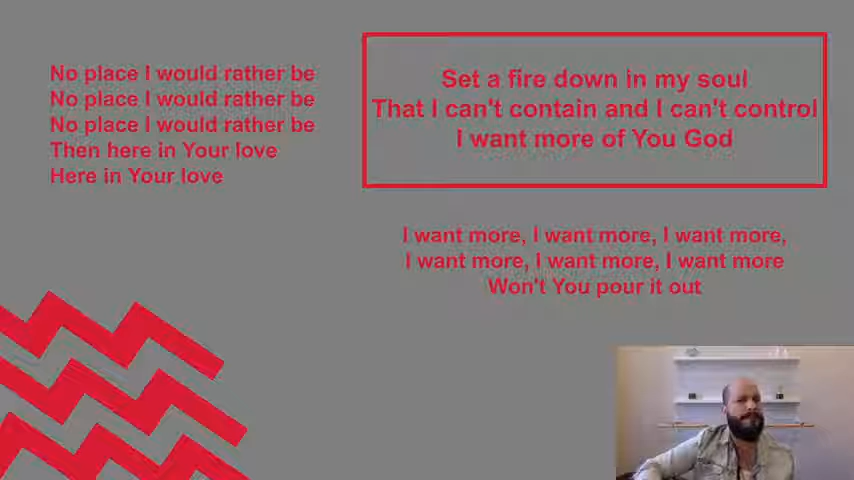 No place I would rather be
No place I would rather be
No place I would rather be
Then here in Your love
Here in Your love
Set a fire down in my soul
That I can't contain and I can't control
I want more of You God
I want more, I want more, I want more,
I want more, I want more, I want more
Won't You pour it out